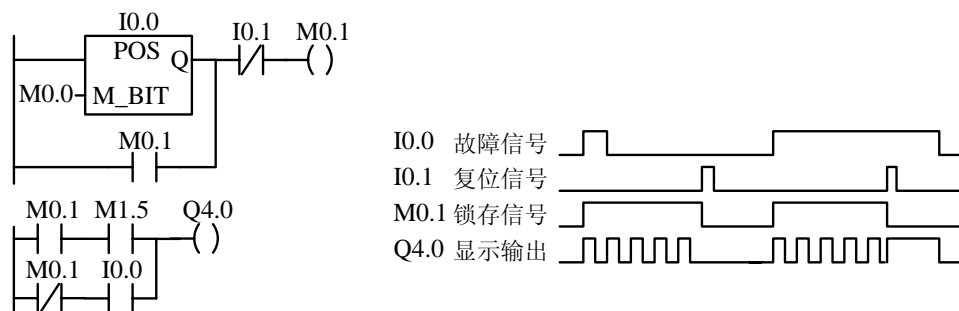 I0.0
I0.1 M0.1
POS Q
M0.0 M_BIT
M0.1
M0.1 M1.5 Q4.0
M0.1 I0.0
I0.0 故障信号
I0.1 复位信号
M0.1 锁存信号
Q4.0 显示输出